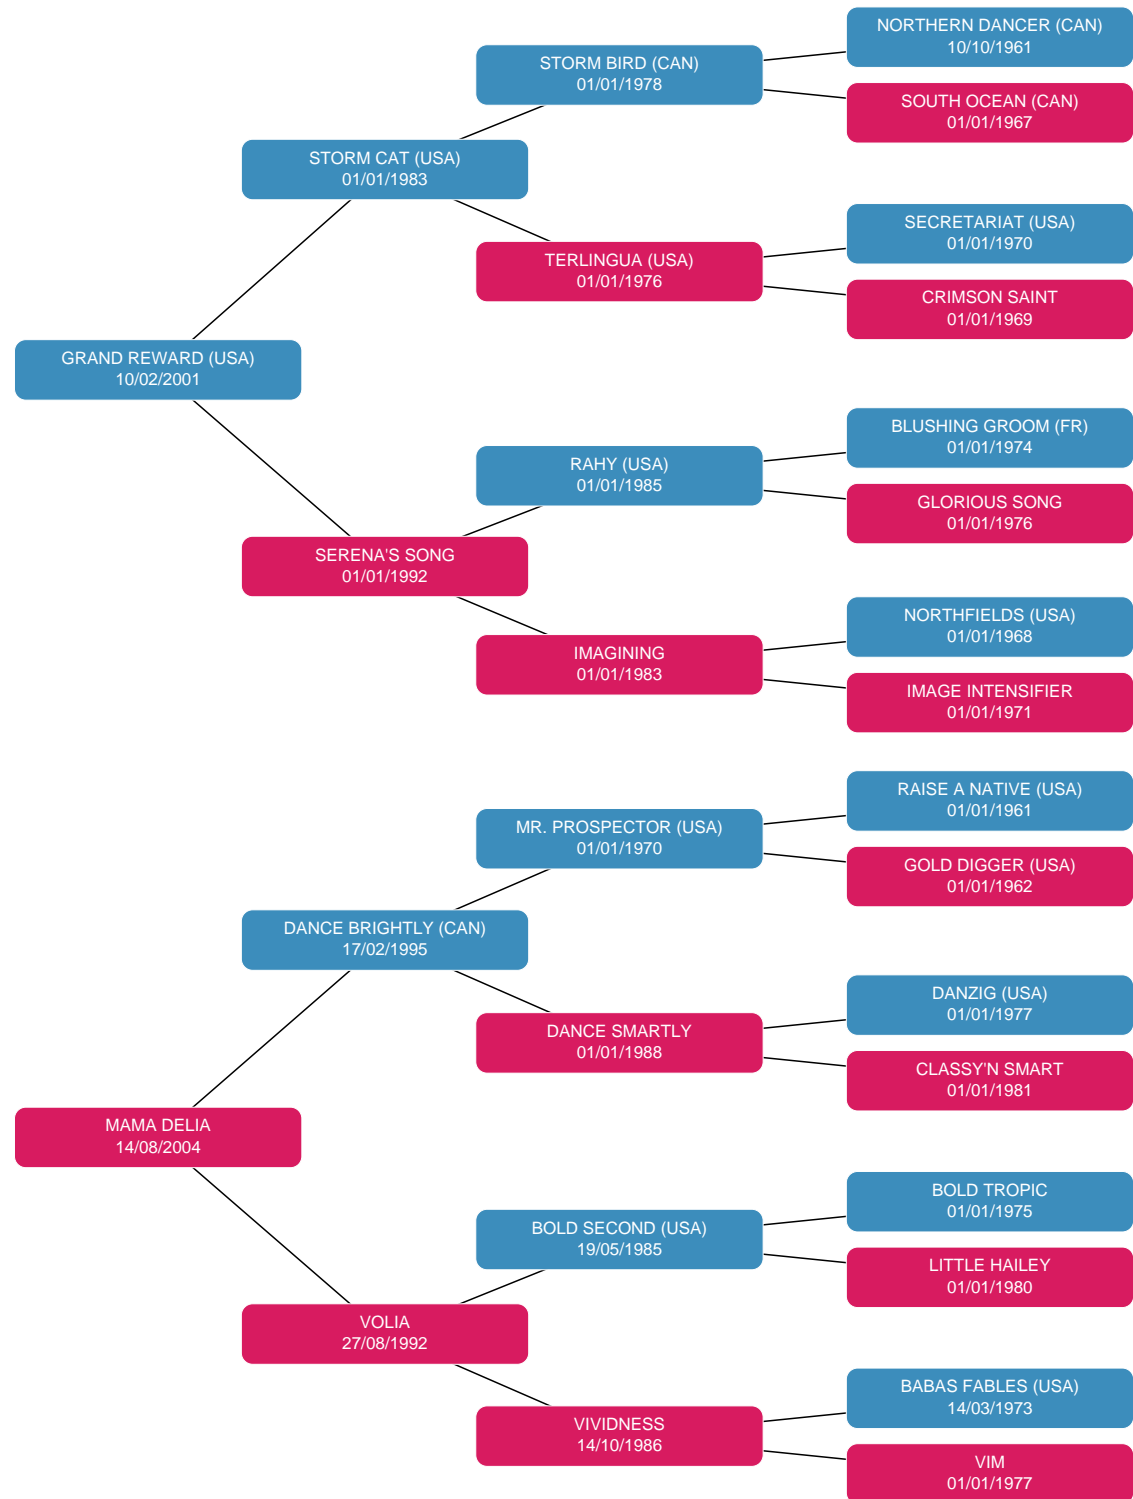 NORTHERN DANCER (CAN)
10/10/1961
STORM BIRD (CAN)
01/01/1978
SOUTH OCEAN (CAN)
01/01/1967
STORM CAT (USA)
01/01/1983
SECRETARIAT (USA)
01/01/1970
TERLINGUA (USA)
01/01/1976
CRIMSON SAINT
01/01/1969
GRAND REWARD (USA)
10/02/2001
BLUSHING GROOM (FR)
01/01/1974
RAHY (USA)
01/01/1985
GLORIOUS SONG
01/01/1976
SERENA'S SONG
01/01/1992
NORTHFIELDS (USA)
01/01/1968
IMAGINING
01/01/1983
IMAGE INTENSIFIER
01/01/1971
RAISE A NATIVE (USA)
01/01/1961
MR. PROSPECTOR (USA)
01/01/1970
GOLD DIGGER (USA)
01/01/1962
DANCE BRIGHTLY (CAN)
17/02/1995
DANZIG (USA)
01/01/1977
DANCE SMARTLY
01/01/1988
CLASSY'N SMART
01/01/1981
MAMA DELIA
14/08/2004
BOLD TROPIC
01/01/1975
BOLD SECOND (USA)
19/05/1985
LITTLE HAILEY
01/01/1980
VOLIA
27/08/1992
BABAS FABLES (USA)
14/03/1973
VIVIDNESS
14/10/1986
VIM
01/01/1977